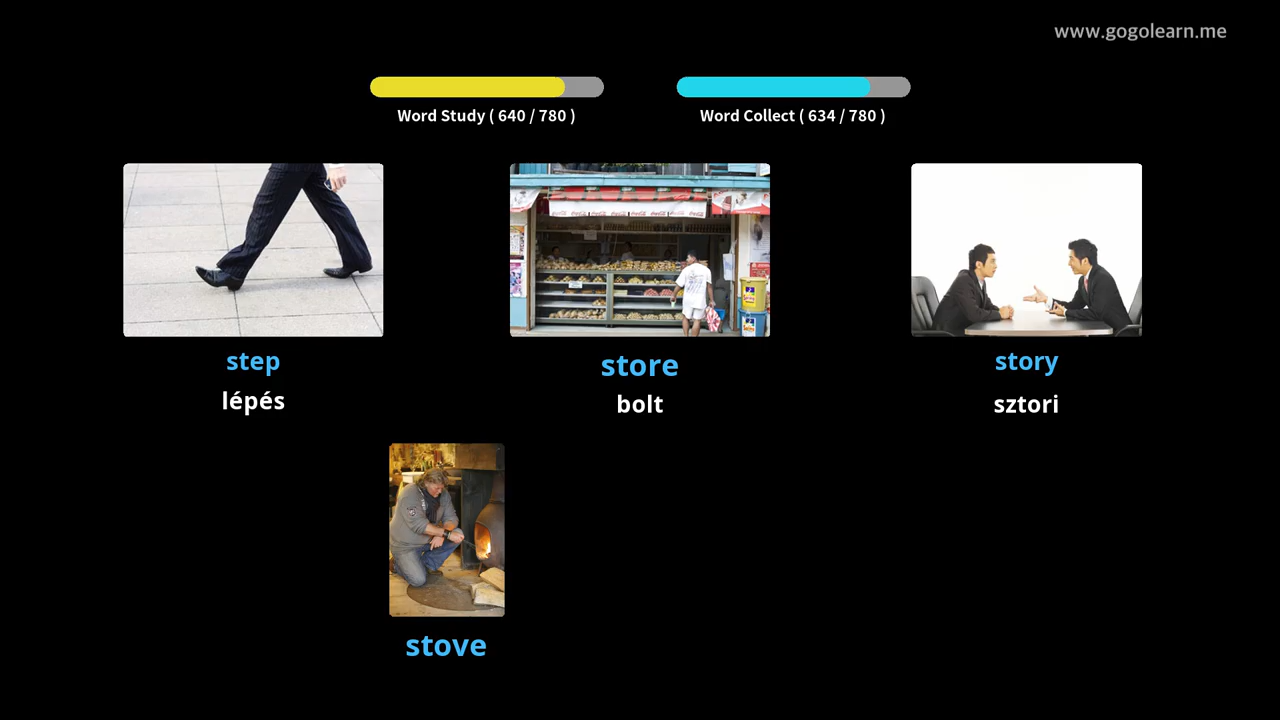 www.gogolearn.me
Word Study ( 640 / 780 )
Word Collect ( 634 / 780 )
step
store
story
lépés
bolt
sztori
stove